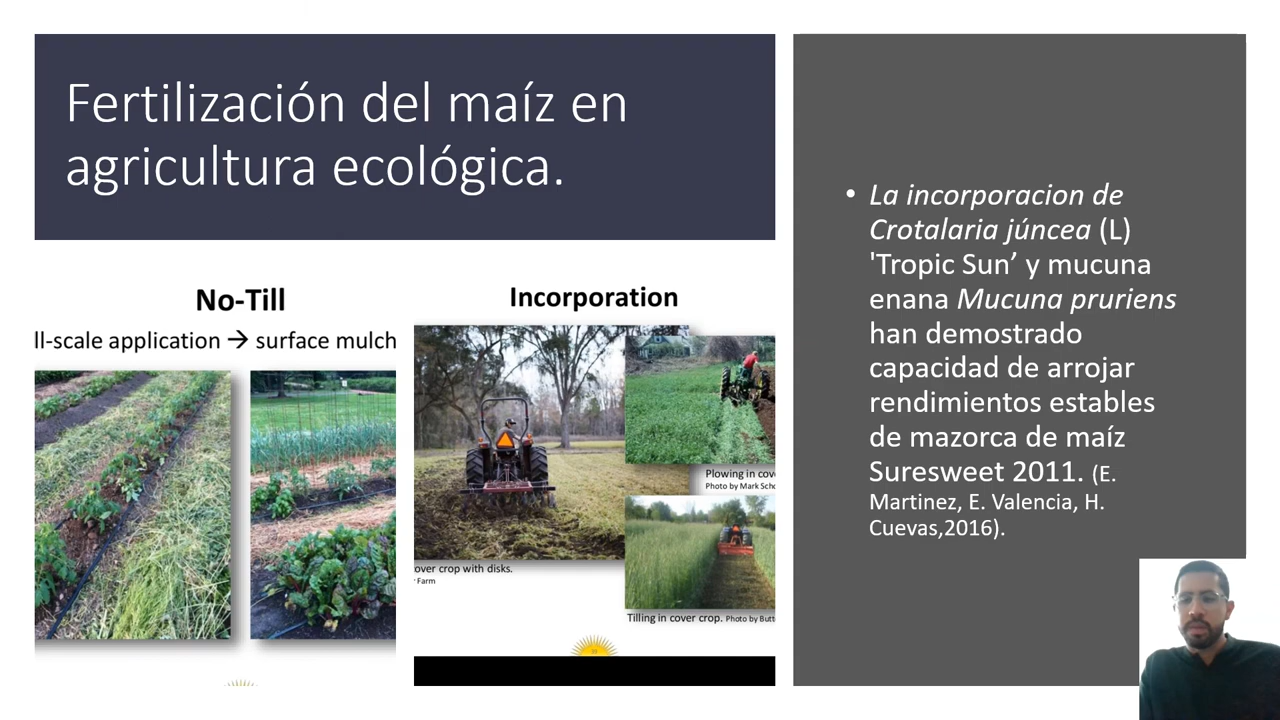 Fertilización del maíz en
agricultura ecológica.
No-Till
ll-scale application → surface mulch
Incorporation
Plowing in cov
Photo by Mark Scho
over crop with disks.
Farm
Tilling in cover crop. Photo by Butt
• La incorporacion de
Crotalaria júncea (L)
'Tropic Sun’ y mucuna
enana Mucuna pruriens
han demostrado
capacidad de arrojar
rendimientos estables
de mazorca de maíz
Suresweet 2011. (E.
Martinez, E. Valencia, H.
Cuevas,2016).